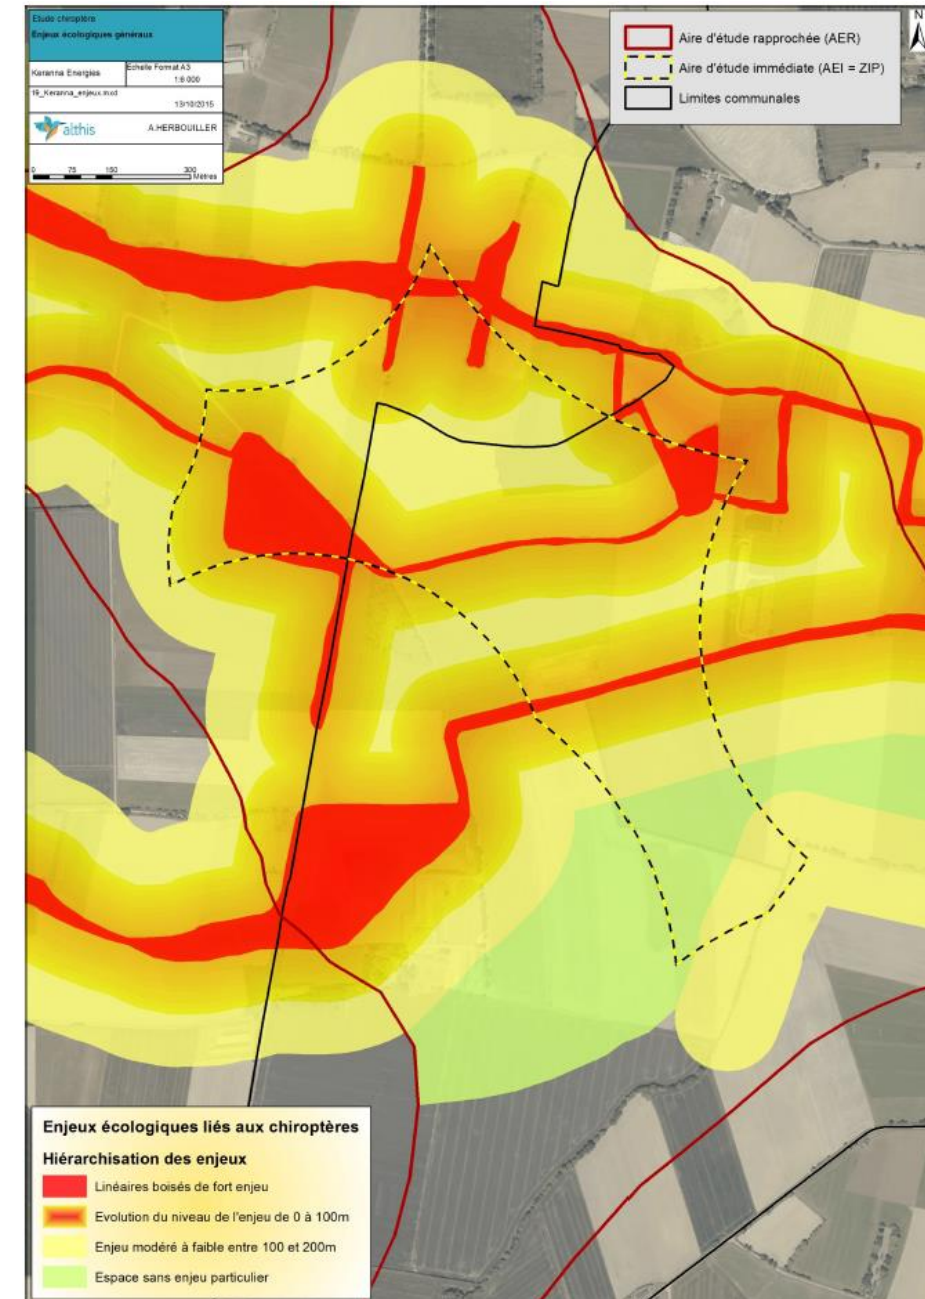 Etude chiroptère
Enjeux écologiques généraux
Keranna Energies
Echelle Format A3
1:6 000
19_Keranna_enjeux.mxd
13/10/2015
althis
A.HERBOUILLER
0 75 150 300
Mètres
N
Aire d'étude rapprochée (AER)
Aire d'étude immédiate (AEI = ZIP)
Limites communales
Enjeux écologiques liés aux chiroptères
Hiérarchisation des enjeux
Linéaires boisés de fort enjeu
Evolution du niveau de l'enjeu de 0 à 100m
Enjeu modéré à faible entre 100 et 200m
Espace sans enjeu particulier